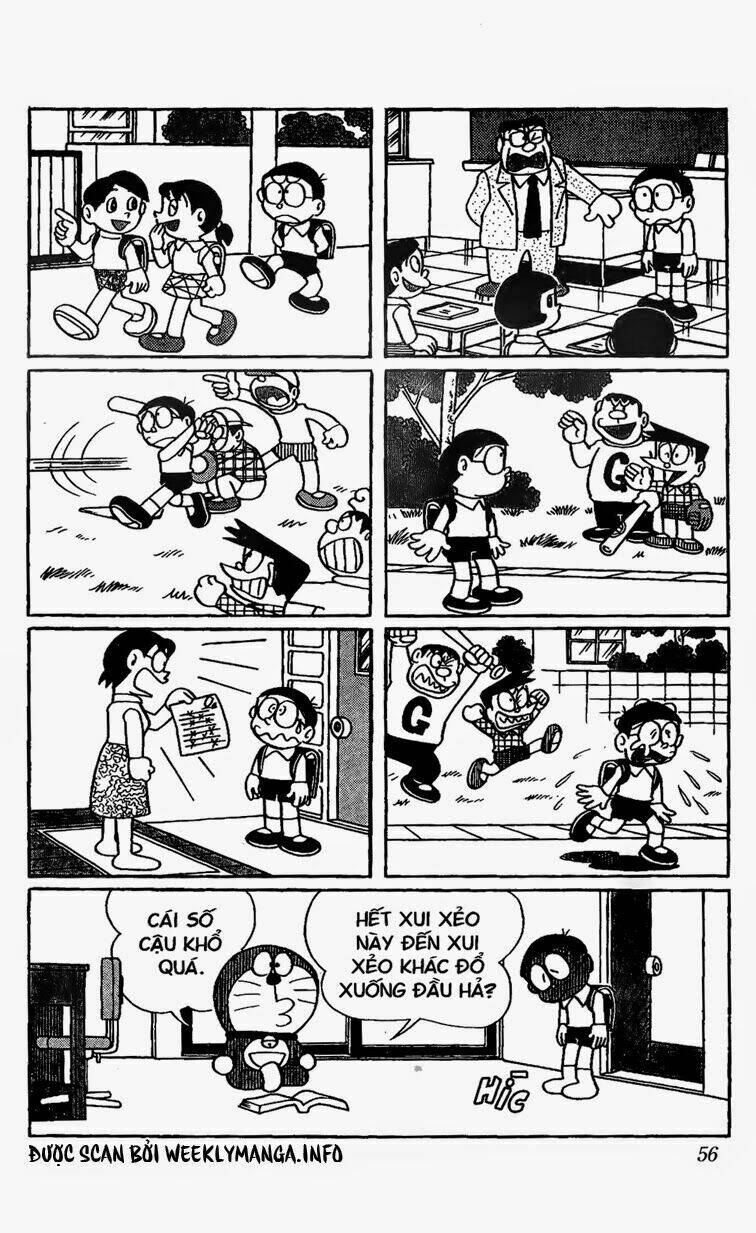 G
G
HẾT XUI XẺO
NÀY ĐẾN XUI
XẺO KHÁC ĐỔ
XUỐNG ĐẦU HẢ?
CÁI SỐ
CẬU KHỔ
QUÁ.
HÍC
ĐƯỢC SCAN BỞI WEEKLYMANGA.INFO
56